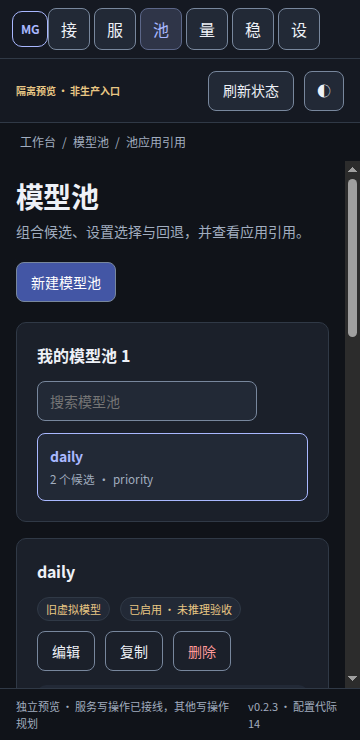 MG 接 服 池 量 稳 设
隔离预览 · 非生产入口 刷新状态
工作台 / 模型池 / 池应用引用
模型池
组合候选、设置选择与回退，并查看应用引用。
新建模型池
我的模型池 1
搜索模型池
daily
2 个候选 · priority
daily
旧虚拟模型 已启用 · 未推理验收
编辑 复制 删除
独立预览 · 服务写操作已接线，其他写操作
规划
v0.2.3 · 配置代际
14